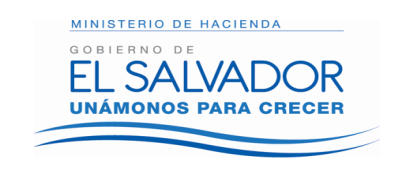 MINISTERIO DE HACIENDA
GOBIERNO DE
EL SALVADOR
UNÁMONOS PARA CRECER